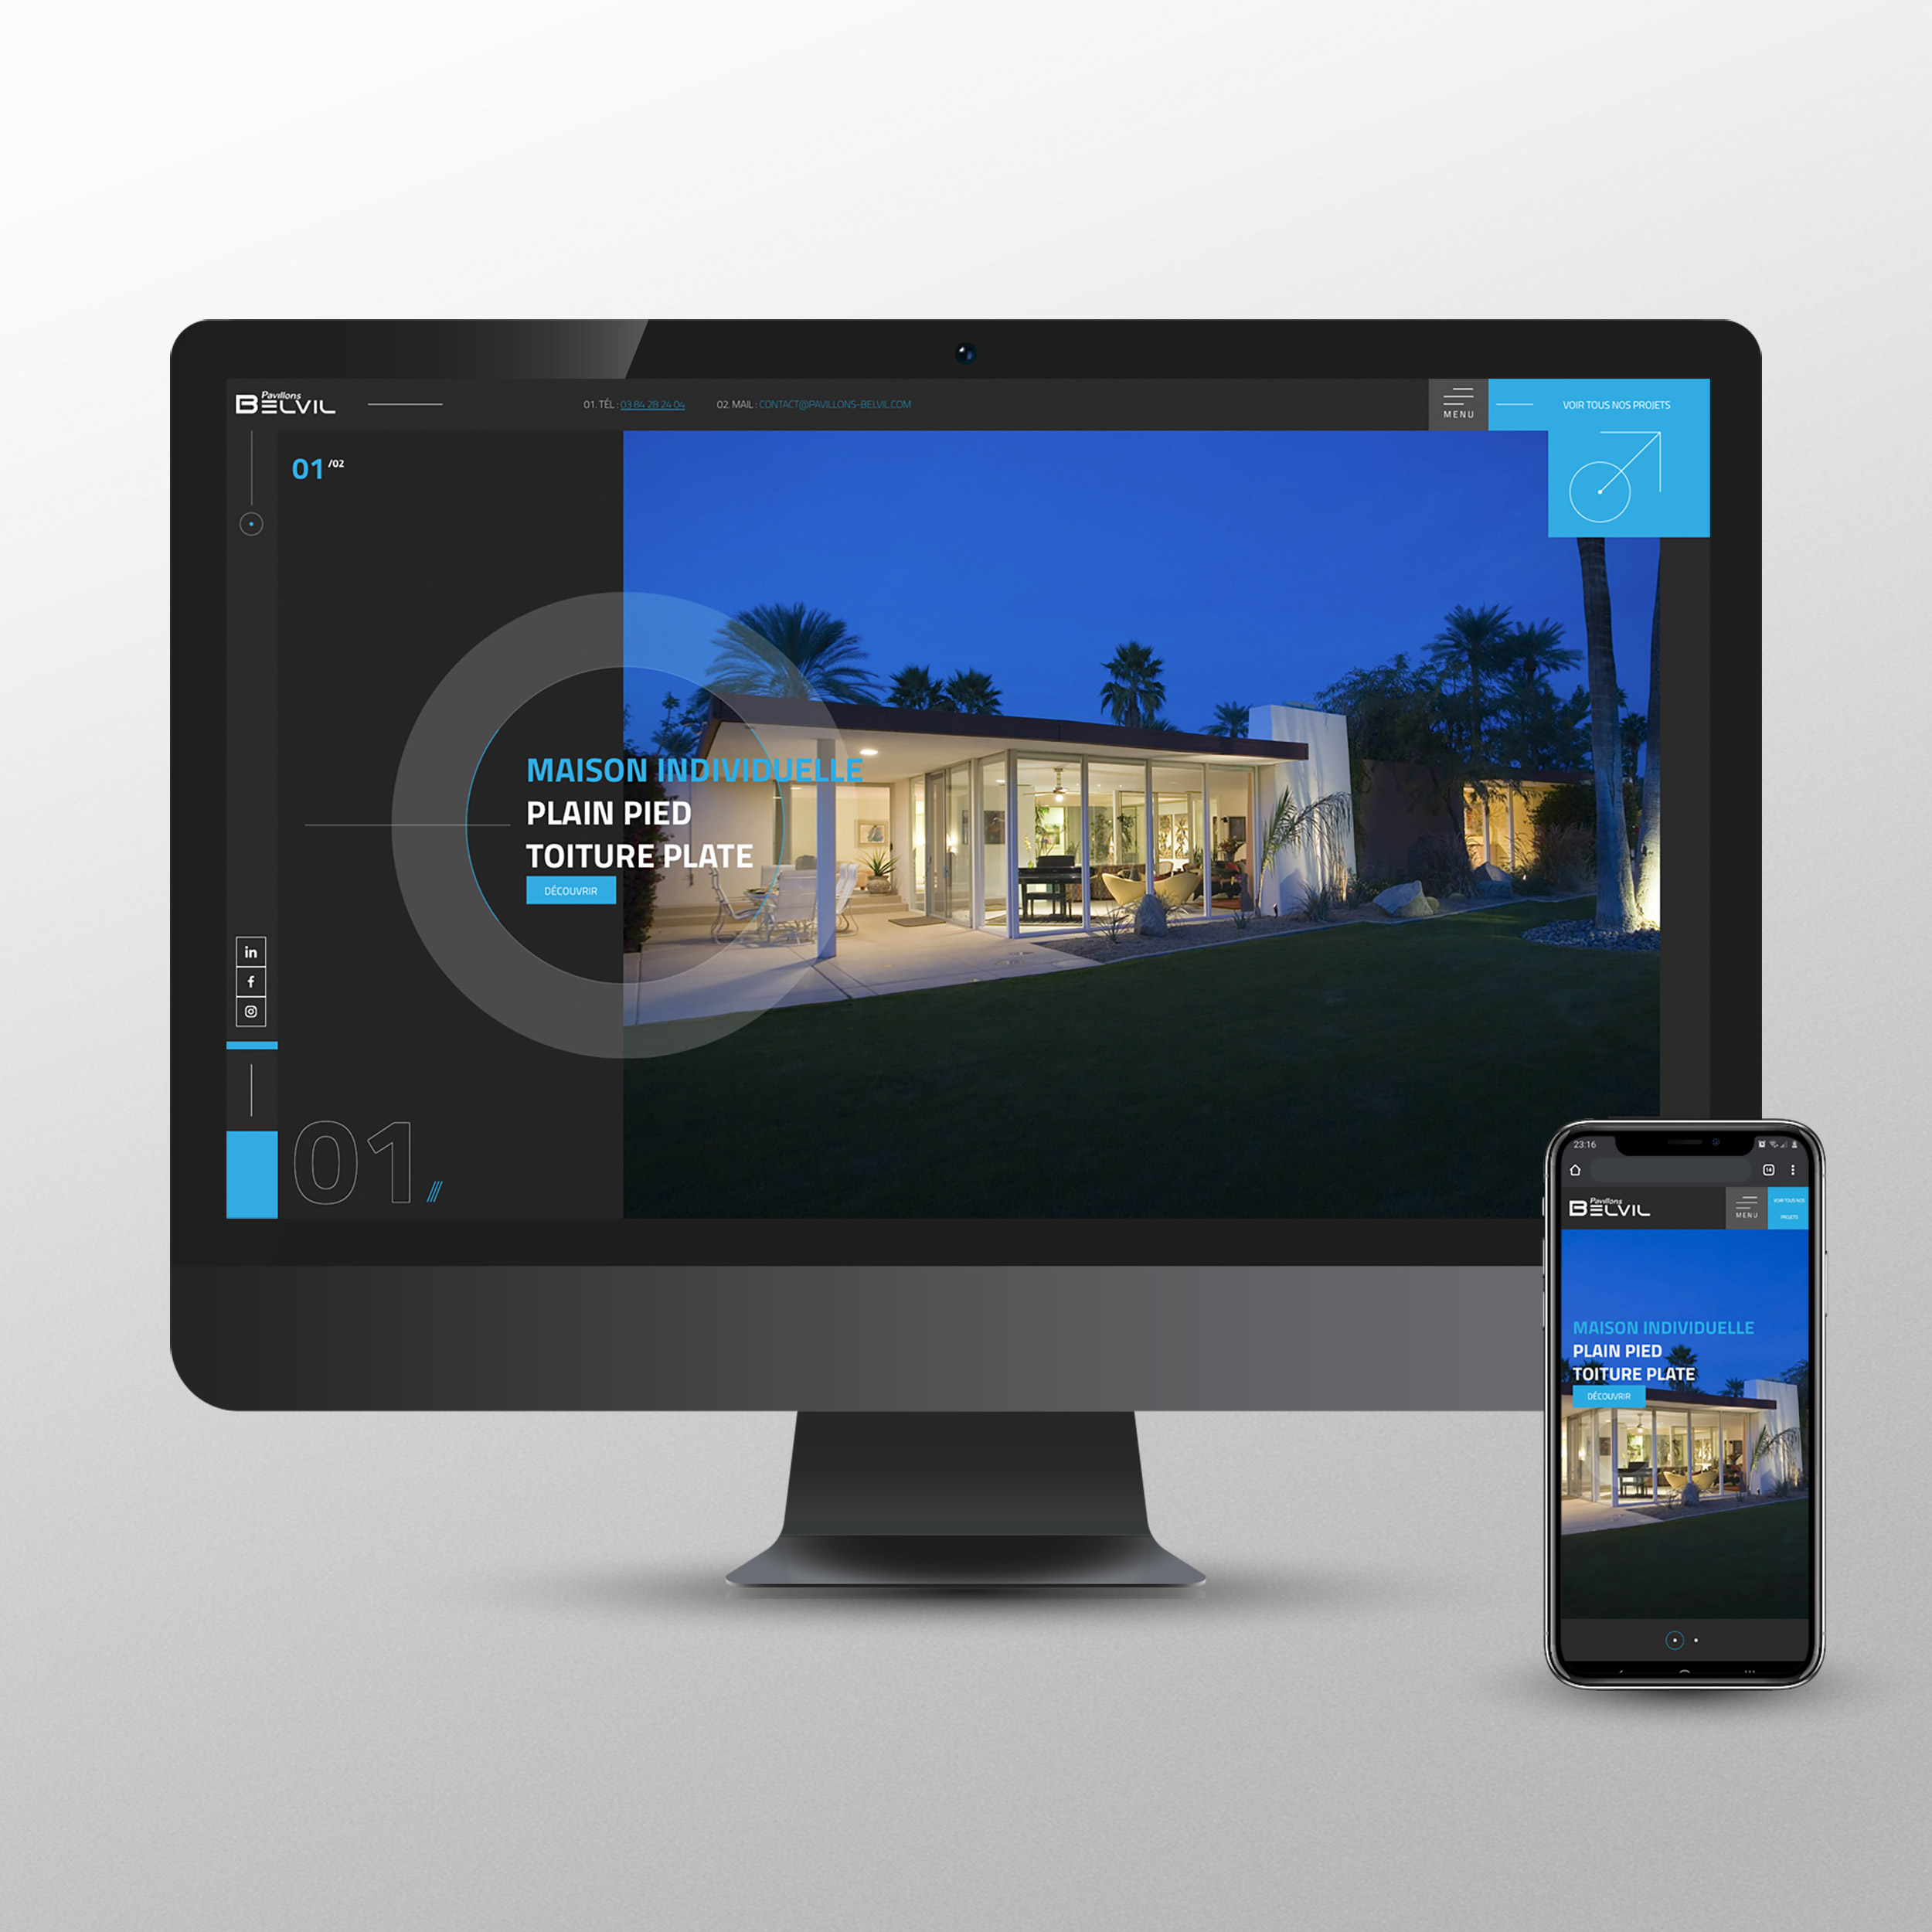 Pavillons
BELVIL
01. TÉL : 03 84 28 24 04
02. MAIL : CONTACT@PAVILLONS-BELVIL.COM
MENU
VOIR TOUS NOS PROJETS
01 /02
MAISON INDIVIDUELLE
PLAIN PIED
TOITURE PLATE
DÉCOUVRIR
in
f
01
23:16
14
Pavillons
BELVIL
MENU
VOIR TOUS NOS
PROJETS
MAISON INDIVIDUELLE
PLAIN PIED
TOITURE PLATE
DÉCOUVRIR